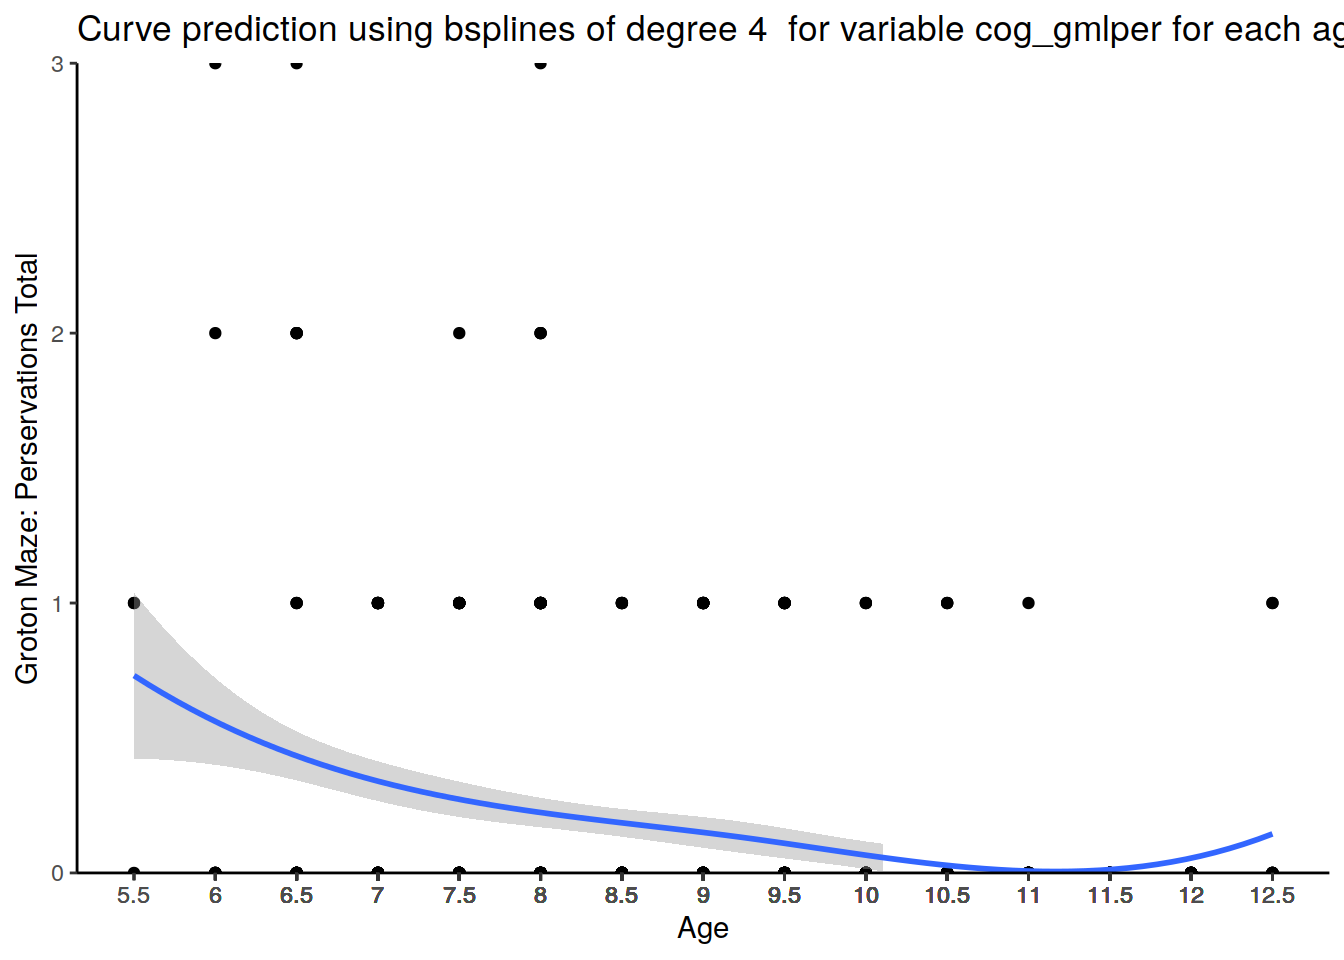 Curve prediction using bsplines of degree 4  for variable cog_gmlper for each ag
Groton Maze: Perservations Total
3
2
1
0
5.5 6 6.5 7 7.5 8 8.5 9 9.5 10 10.5 11 11.5 12 12.5
Age